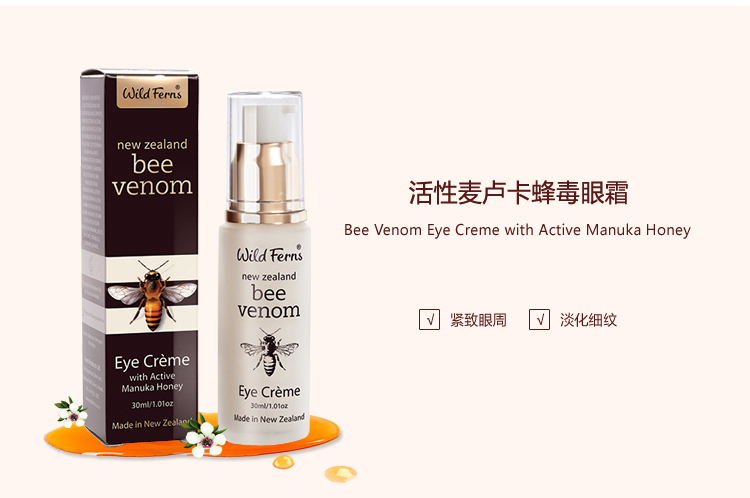 Wild Ferns®
new zealand
bee
venom
Eye Crème
with Active
Manuka Honey
30ml/1.01oz
Made in New Zealand
Wild Ferns®
new zealand
bee
venom
Eye Crème
30ml/1.01oz
Made in New Zealand
活性麦卢卡蜂毒眼霜
Bee Venom Eye Creme with Active Manuka Honey
√ 紧致眼周 √ 淡化细纹